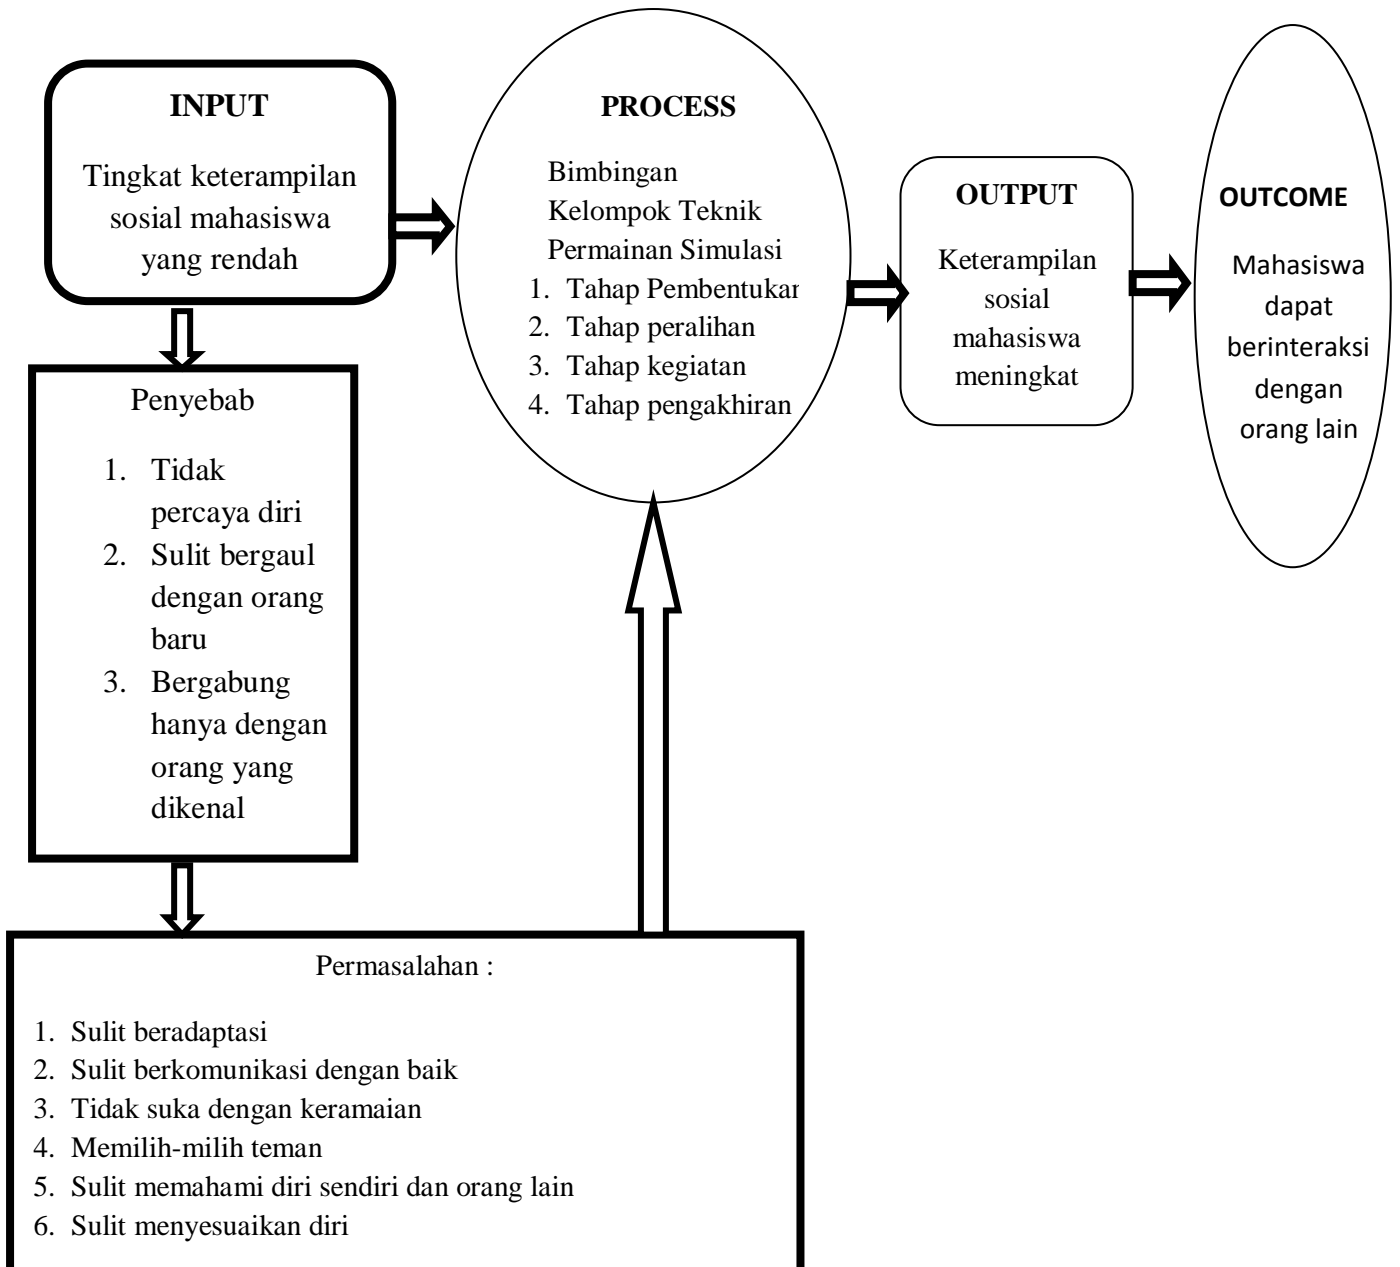 INPUT
Tingkat keterampilan
sosial mahasiswa
yang rendah
Penyebab
1. Tidak
percaya diri
2. Sulit bergaul
dengan orang
baru
3. Bergabung
hanya dengan
orang yang
dikenal
Permasalahan :
1. Sulit beradaptasi
2. Sulit berkomunikasi dengan baik
3. Tidak suka dengan keramaian
4. Memilih-milih teman
5. Sulit memahami diri sendiri dan orang lain
6. Sulit menyesuaikan diri
PROCESS
Bimbingan
Kelompok Teknik
Permainan Simulasi
1. Tahap Pembentukan
2. Tahap peralihan
3. Tahap kegiatan
4. Tahap pengakhiran
OUTPUT
Keterampilan
sosial
mahasiswa
meningkat
OUTCOME
Mahasiswa
dapat
berinteraksi
dengan
orang lain